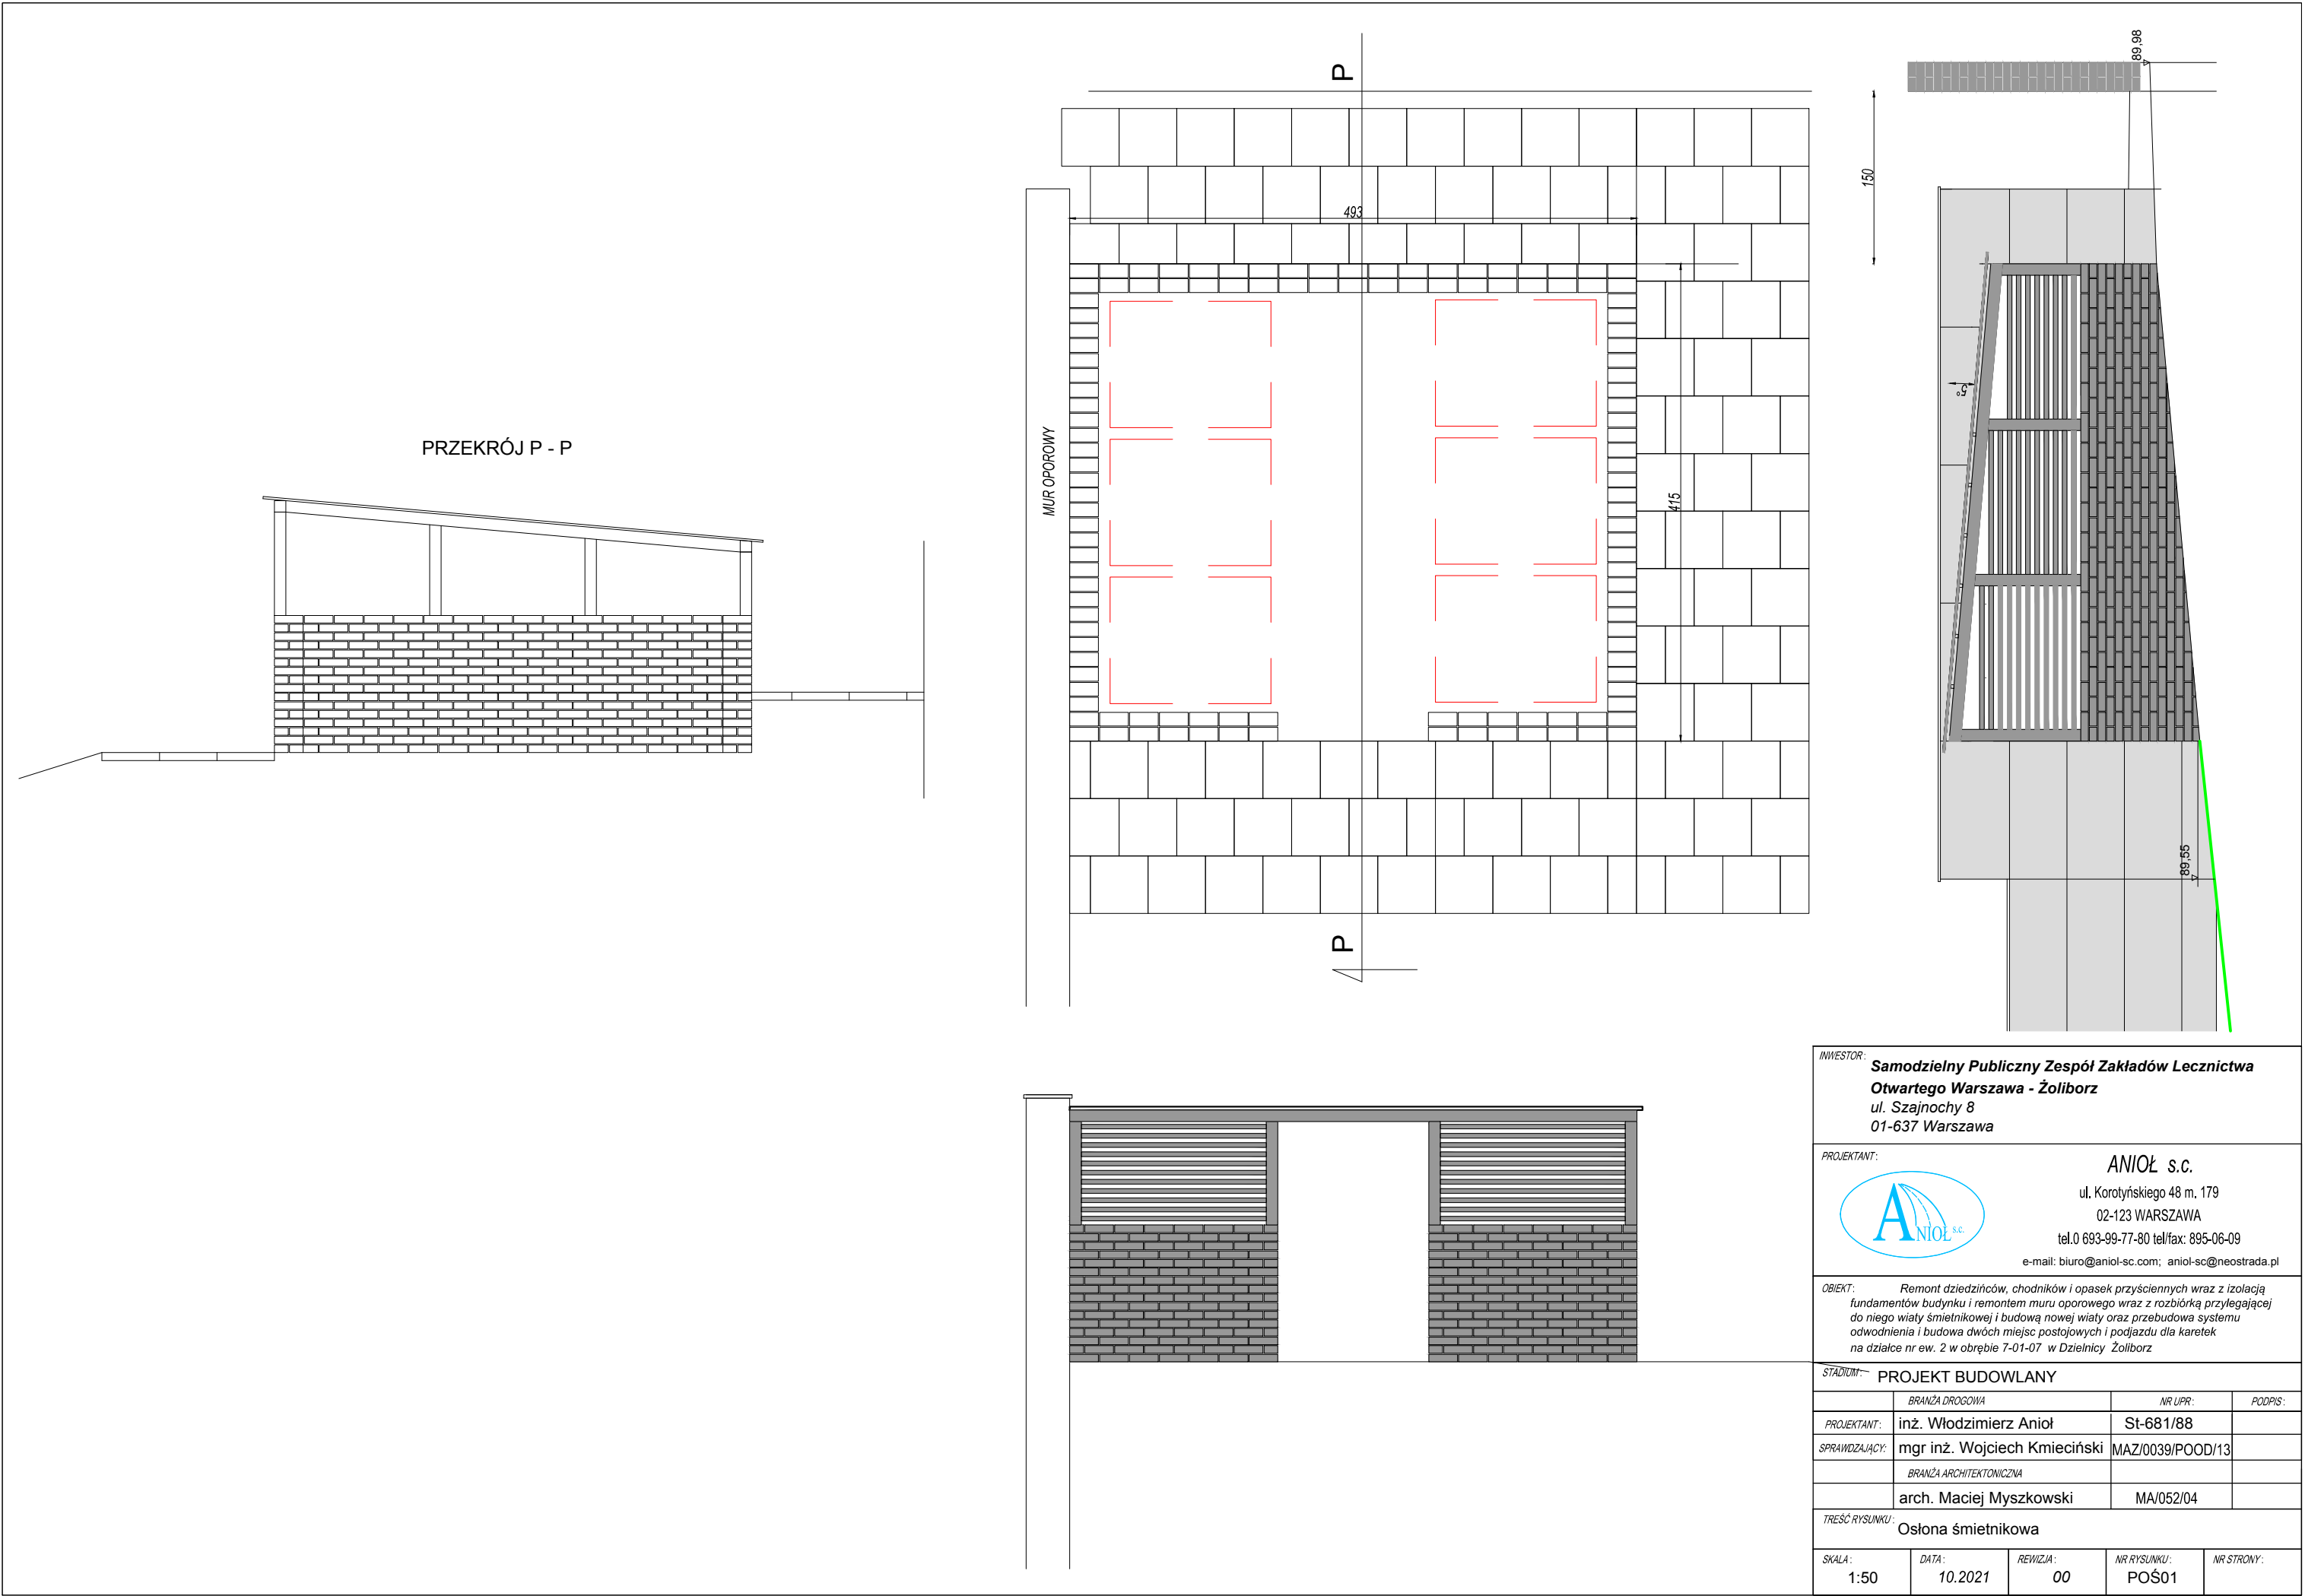 P
89,98
150
493
PRZEKRÓJ P - P
MUR OPOROWY
415
5°
89,55
P
INWESTOR:
Samodzielny Publiczny Zespół Zakładów Lecznictwa
Otwartego Warszawa - Żoliborz
ul. Szajnochy 8
01-637 Warszawa
PROJEKTANT:
ANIOŁ s.c.
ANIOŁ s.c.
ul. Korotyńskiego 48 m. 179
02-123 WARSZAWA
tel.0 693-99-77-80 tel/fax: 895-06-09
e-mail: biuro@aniol-sc.com; aniol-sc@neostrada.pl
OBIEKT: Remont dziedzińców, chodników i opasek przyściennych wraz z izolacją
fundamentów budynku i remontem muru oporowego wraz z rozbiórką przylegającej
do niego wiaty śmietnikowej i budową nowej wiaty oraz przebudowa systemu
odwodnienia i budowa dwóch miejsc postojowych i podjazdu dla karetek
na działce nr ew. 2 w obrębie 7-01-07 w Dzielnicy Żoliborz
STADIUM: PROJEKT BUDOWLANY
BRANŻA DROGOWA NR UPR: PODPIS:
PROJEKTANT: inż. Włodzimierz Anioł St-681/88
SPRAWDZAJĄCY: mgr inż. Wojciech Kmieciński MAZ/0039/POOD/13
BRANŻA ARCHITEKTONICZNA
arch. Maciej Myszkowski MA/052/04
TREŚĆ RYSUNKU: Osłona śmietnikowa
SKALA: DATA: REWIZJA: NR RYSUNKU: NR STRONY:
1:50 10.2021 00 POŚ01